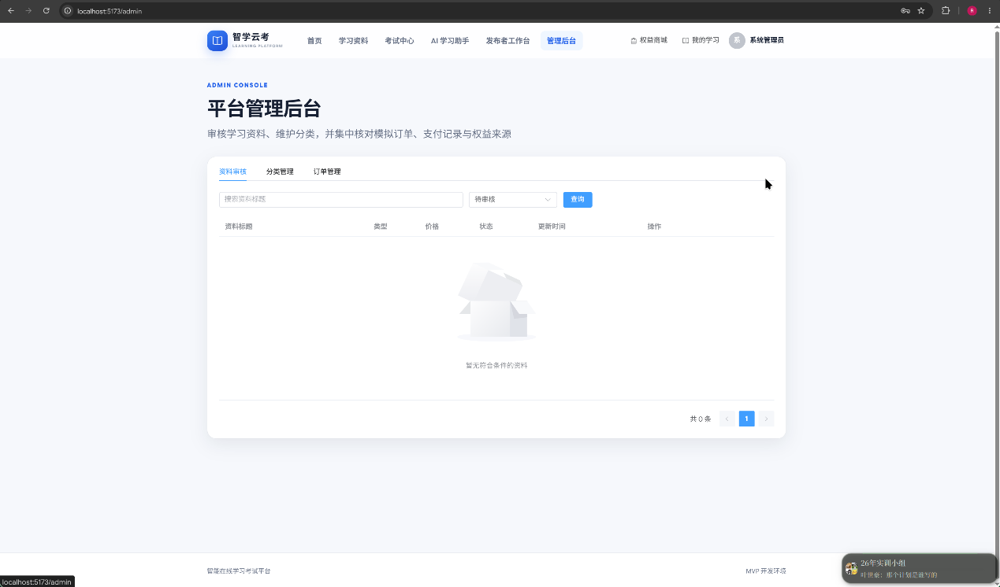 localhost:5173/admin
R
智学云考
LEARNING PLATFORM
首页
学习资料
考试中心
AI 学习助手
发布者工作台
管理后台
权益商城
我的学习
系
系统管理员
ADMIN CONSOLE
平台管理后台
审核学习资料、维护分类，并集中核对模拟订单、支付记录与权益来源
资料审核
分类管理
订单管理
搜索资料标题
待审核
查询
资料标题
类型
价格
状态
更新时间
操作
暂无符合条件的资料
共 0 条
1
智能在线学习考试平台
MVP 开发环境
26年实训小组
叶世豪：那个计划是谁写的
localhost:5173/admin